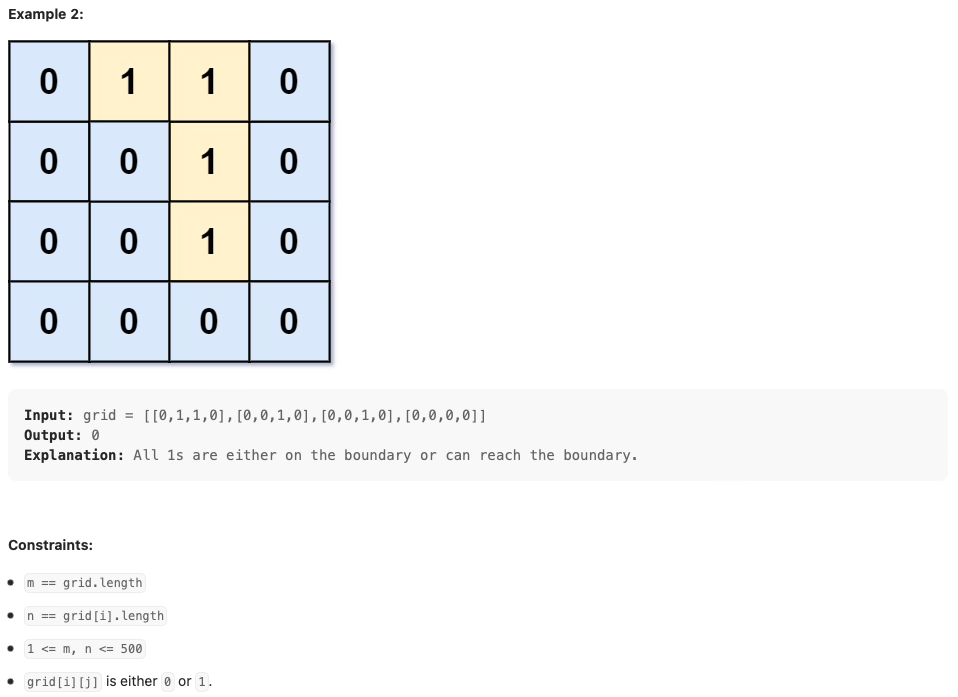 Example 2:
0 1 1 0
0 0 1 0
0 0 1 0
0 0 0 0
Input: grid = [[0,1,1,0],[0,0,1,0],[0,0,1,0],[0,0,0,0]]
Output: 0
Explanation: All 1s are either on the boundary or can reach the boundary.
Constraints:
• m == grid.length
• n == grid[i].length
• 1 <= m, n <= 500
• grid[i][j] is either 0 or 1.